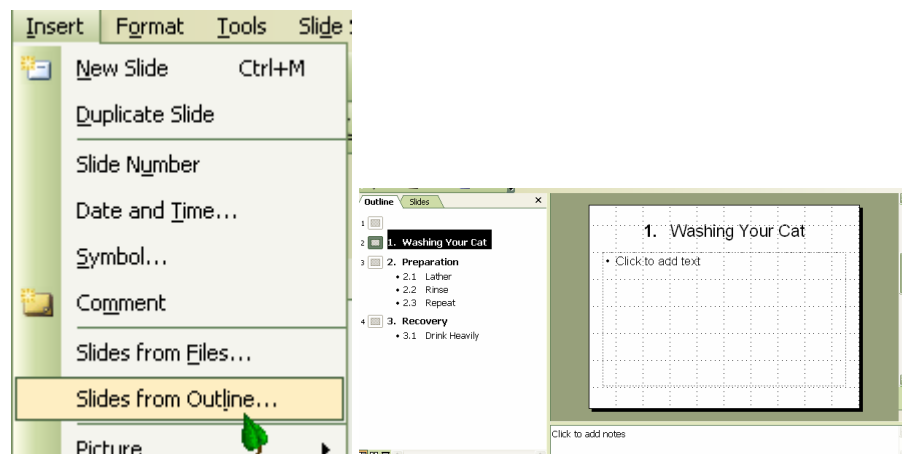 Insert Format Tools Slide
New Slide Ctrl+M
Duplicate Slide
Slide Number
Date and Time...
Symbol...
Comment
Slides from Files...
Slides from Outline...
Picture
Outline Slides
1
2 1. Washing Your Cat
3 2. Preparation
• 2.1 Lather
• 2.2 Rinse
• 2.3 Repeat
4 3. Recovery
• 3.1 Drink Heavily
1. Washing Your Cat
• Click to add text
Click to add notes